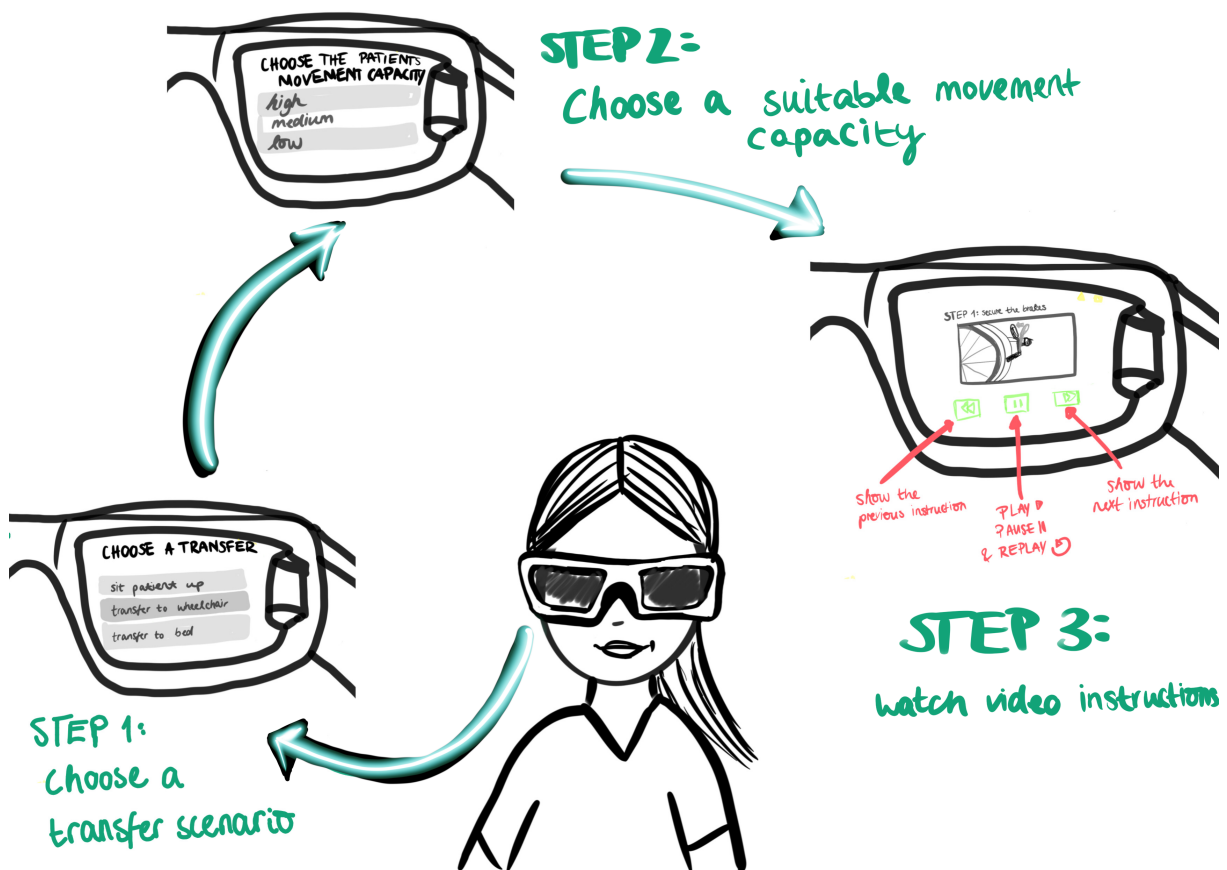 STEP 1:
Choose a
transfer scenario
CHOOSE A TRANSFER
sit patient up
transfer to wheelchair
transfer to bed
STEP 2:
Choose a suitable movement
capacity
CHOOSE THE PATIENTS
MOVEMENT CAPACITY
high
medium
low
STEP 3:
watch video instructions
STEP 1: secure the brakes
show the
previous instruction
PLAY
PAUSE
& REPLAY
show the
next instruction